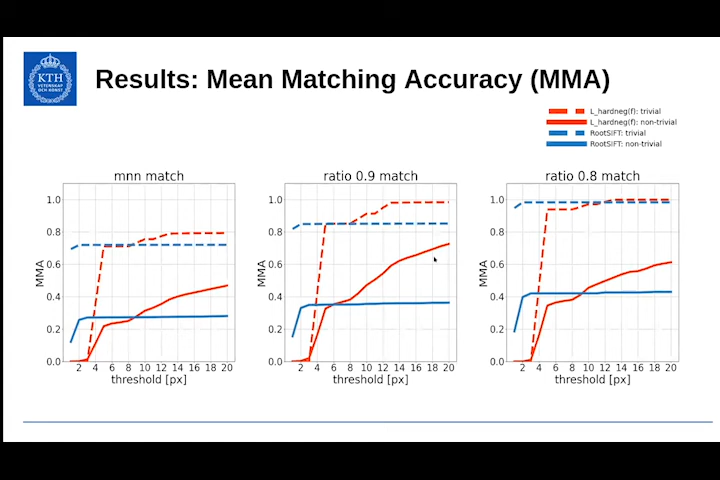 KTH
VETENSKAP
OCH KONST
Results: Mean Matching Accuracy (MMA)
L_hardneg(f): trivial
L_hardneg(f): non-trivial
RootSIFT: trivial
RootSIFT: non-trivial
mnn match
MMA
1.0
0.8
0.6
0.4
0.2
0.0
2 4 6 8 10 12 14 16 18 20
threshold [px]
ratio 0.9 match
MMA
1.0
0.8
0.6
0.4
0.2
0.0
2 4 6 8 10 12 14 16 18 20
threshold [px]
ratio 0.8 match
MMA
1.0
0.8
0.6
0.4
0.2
0.0
2 4 6 8 10 12 14 16 18 20
threshold [px]